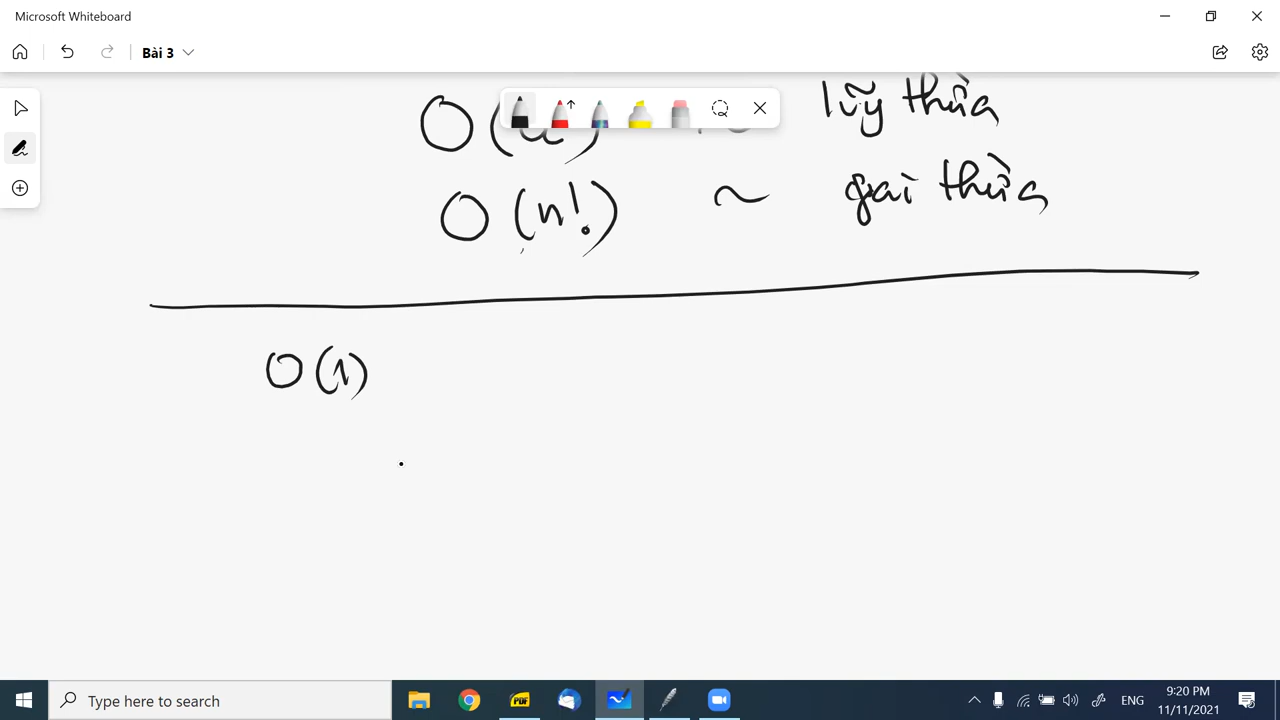 Microsoft Whiteboard
Bài 3
lũy thừa
O(n!) ~ giai thừa
O(1)
Type here to search
PDF
ENG
9:20 PM
11/11/2021